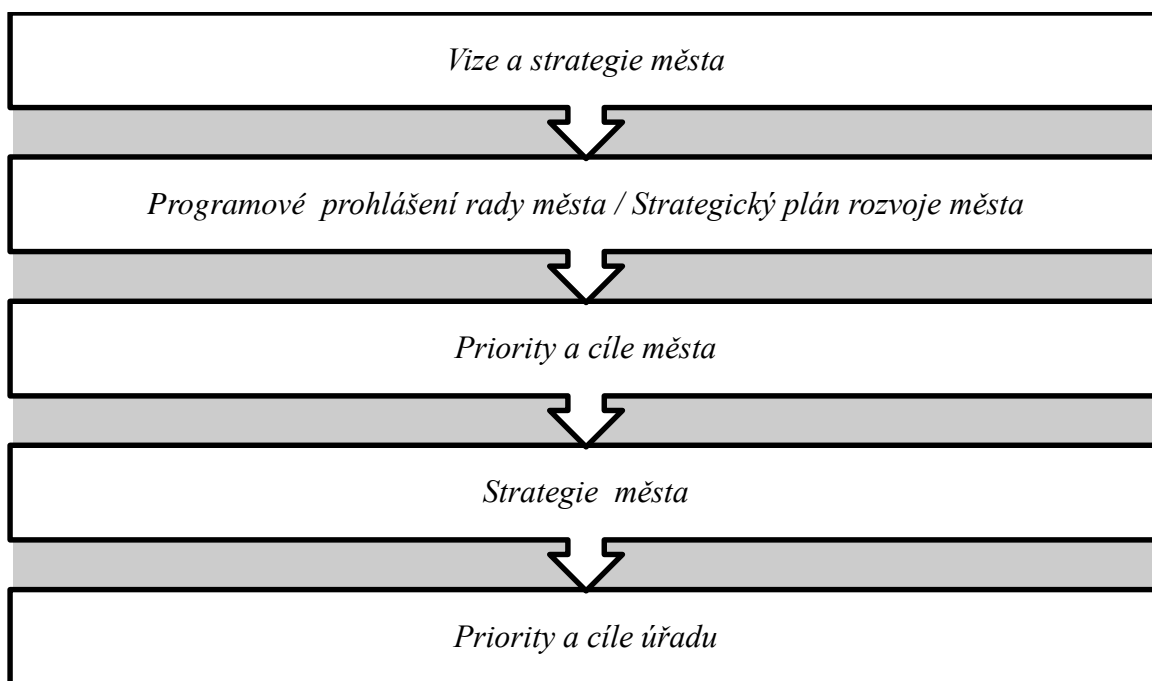 Vize a strategie města
Programové prohlášení rady města / Strategický plán rozvoje města
Priority a cíle města
Strategie města
Priority a cíle úřadu